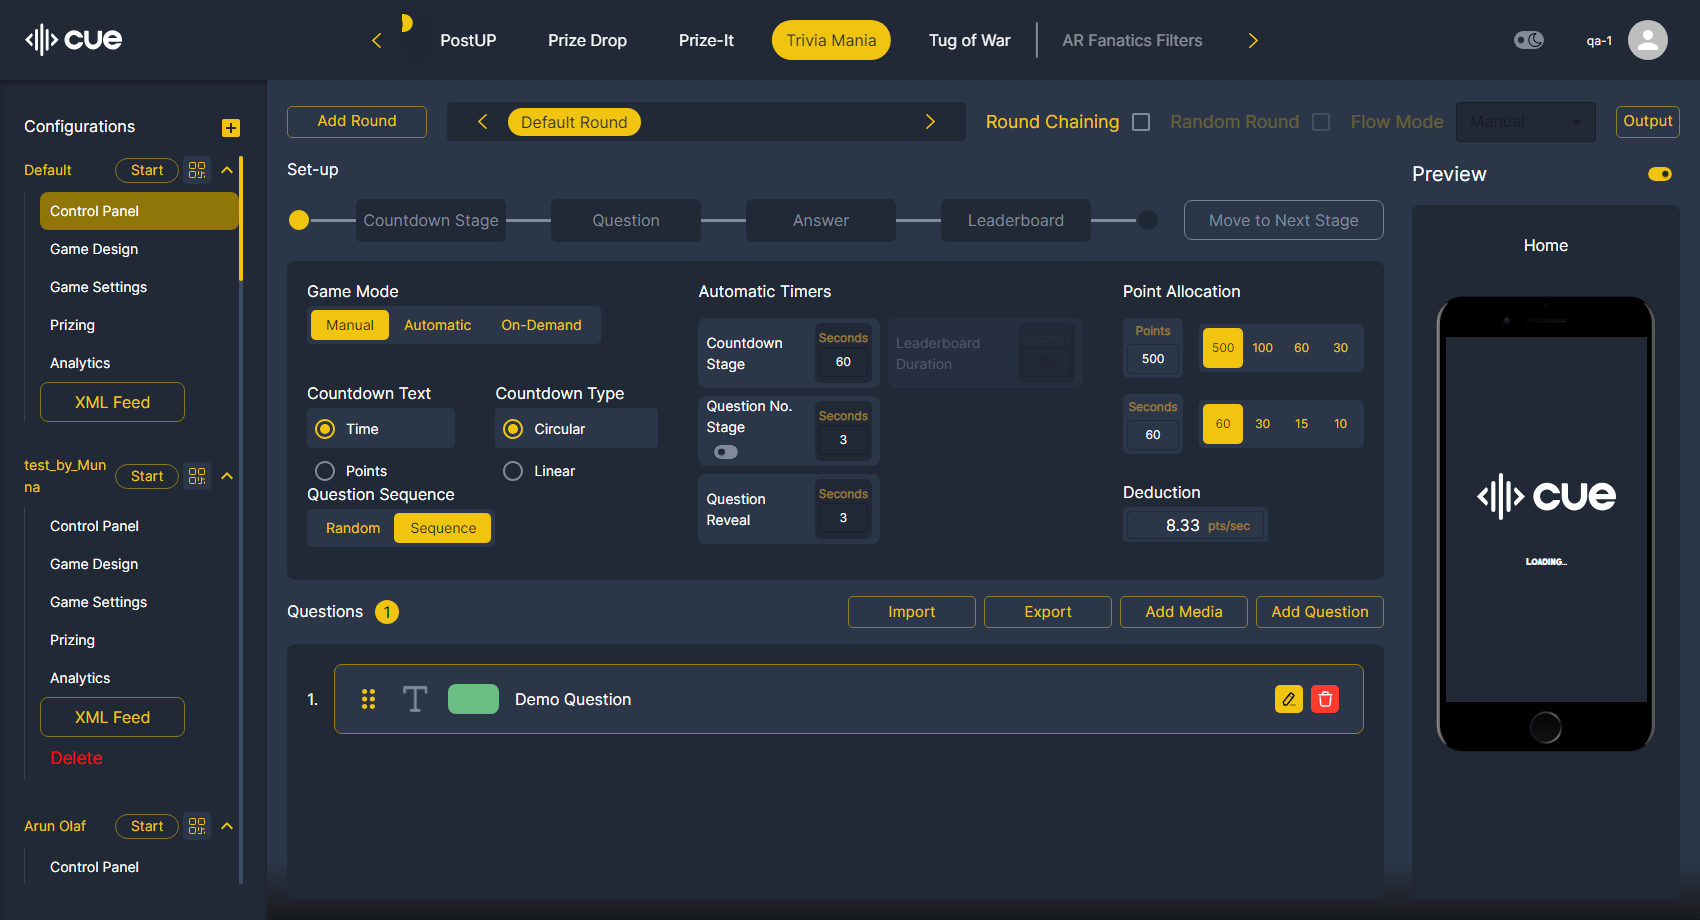 cue
PostUP
Prize Drop
Prize-It
Trivia Mania
Tug of War
AR Fanatics Filters
qa-1
Configurations
Default
Start
Control Panel
Game Design
Game Settings
Prizing
Analytics
XML Feed
test_by_Mun
na
Start
Control Panel
Game Design
Game Settings
Prizing
Analytics
XML Feed
Delete
Arun Olaf
Start
Control Panel
Add Round
Default Round
Round Chaining
Random Round
Flow Mode
Manual
Output
Set-up
Countdown Stage
Question
Answer
Leaderboard
Move to Next Stage
Game Mode
Manual
Automatic
On-Demand
Countdown Text
Time
Points
Countdown Type
Circular
Linear
Question Sequence
Random
Sequence
Automatic Timers
Countdown
Stage
Seconds
60
Leaderboard
Duration
Seconds
10
Question No.
Stage
Seconds
3
Question
Reveal
Seconds
3
Point Allocation
Points
500
500
100
60
30
Seconds
60
60
30
15
10
Deduction
8.33 pts/sec
Questions 1
Import
Export
Add Media
Add Question
1.
T
Demo Question
Preview
Home
cue
LOADING...